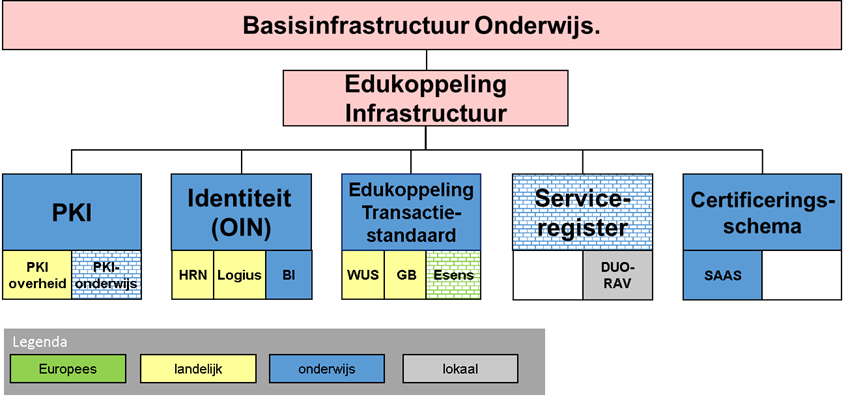 Basisinfrastructuur Onderwijs.
Edukoppeling
Infrastructuur
PKI
Identiteit
(OIN)
Edukoppeling
Transactie-
standaard
Service-
register
Certificerings-
schema
PKI
overheid
PKI-
onderwijs
HRN
Logius
BI
WUS
GB
Esens
DUO-
RAV
SAAS
Legenda
Europees
landelijk
onderwijs
lokaal